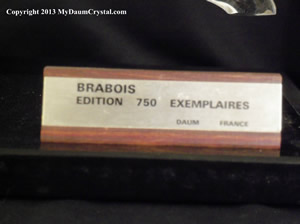 Copyright 2013 MyDaumCrystal.com
BRABOIS
EDITION 750 EXEMPLAIRES
DAUM FRANCE